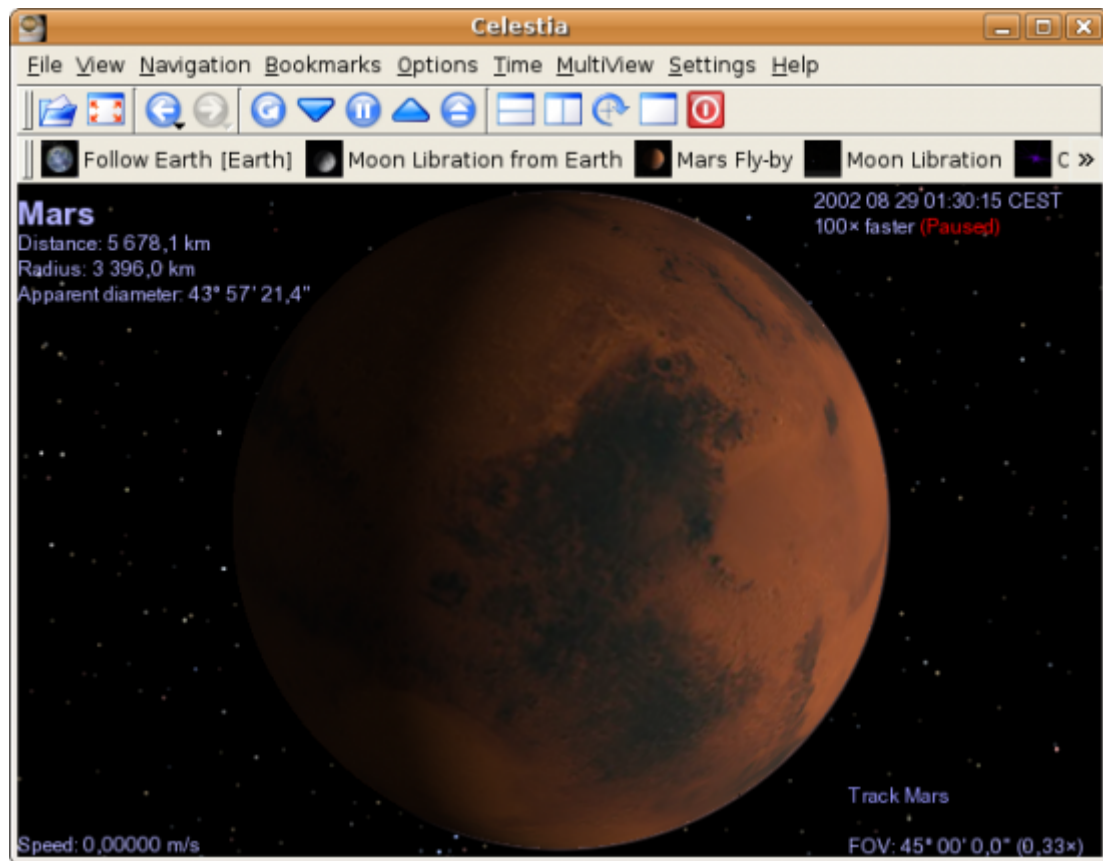 Celestia
File View Navigation Bookmarks Options Time MultiView Settings Help
Follow Earth [Earth] Moon Libration from Earth Mars Fly-by Moon Libration C »
Mars
Distance: 5 678,1 km
Radius: 3 396,0 km
Apparent diameter: 43° 57' 21,4"
2002 08 29 01:30:15 CEST
100× faster (Paused)
Track Mars
Speed: 0,00000 m/s
FOV: 45° 00' 0,0" (0,33×)